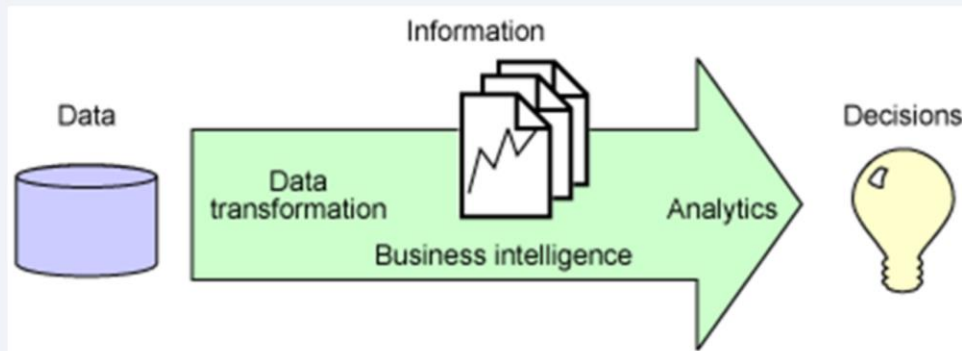 Information
Data
Decisions
Data
transformation
Analytics
Business intelligence